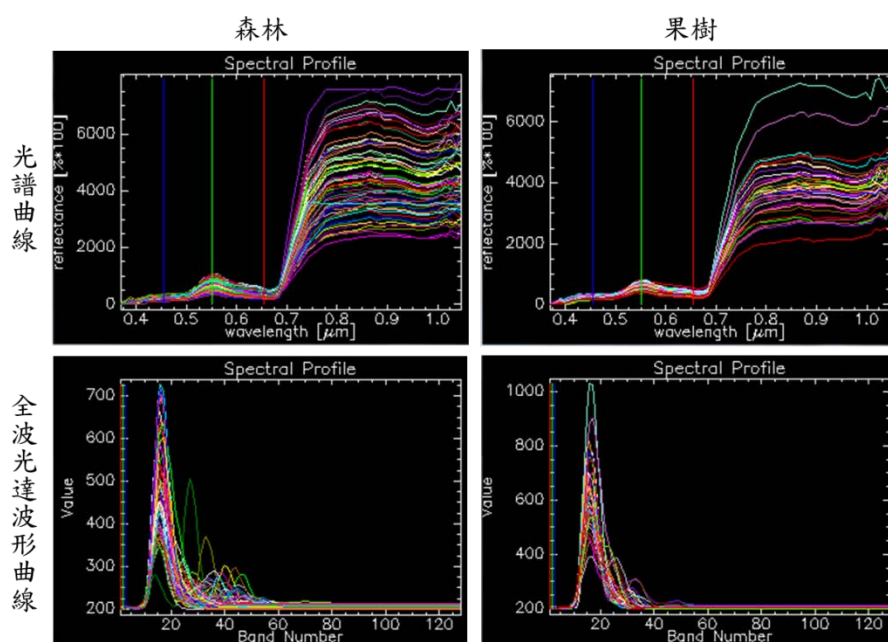 森林
果樹
光譜曲線
Spectral Profile
reflectance [%*100]
6000
4000
2000
0
0.4 0.5 0.6 0.7 0.8 0.9 1.0
wavelength [μm]
Spectral Profile
reflectance [%*100]
6000
4000
2000
0
0.4 0.5 0.6 0.7 0.8 0.9 1.0
wavelength [μm]
全波光達波形曲線
Spectral Profile
Value
700
600
500
400
300
200
20 40 60 80 100 120
Band Number
Spectral Profile
Value
1000
800
600
400
200
20 40 60 80 100 120
Band Number